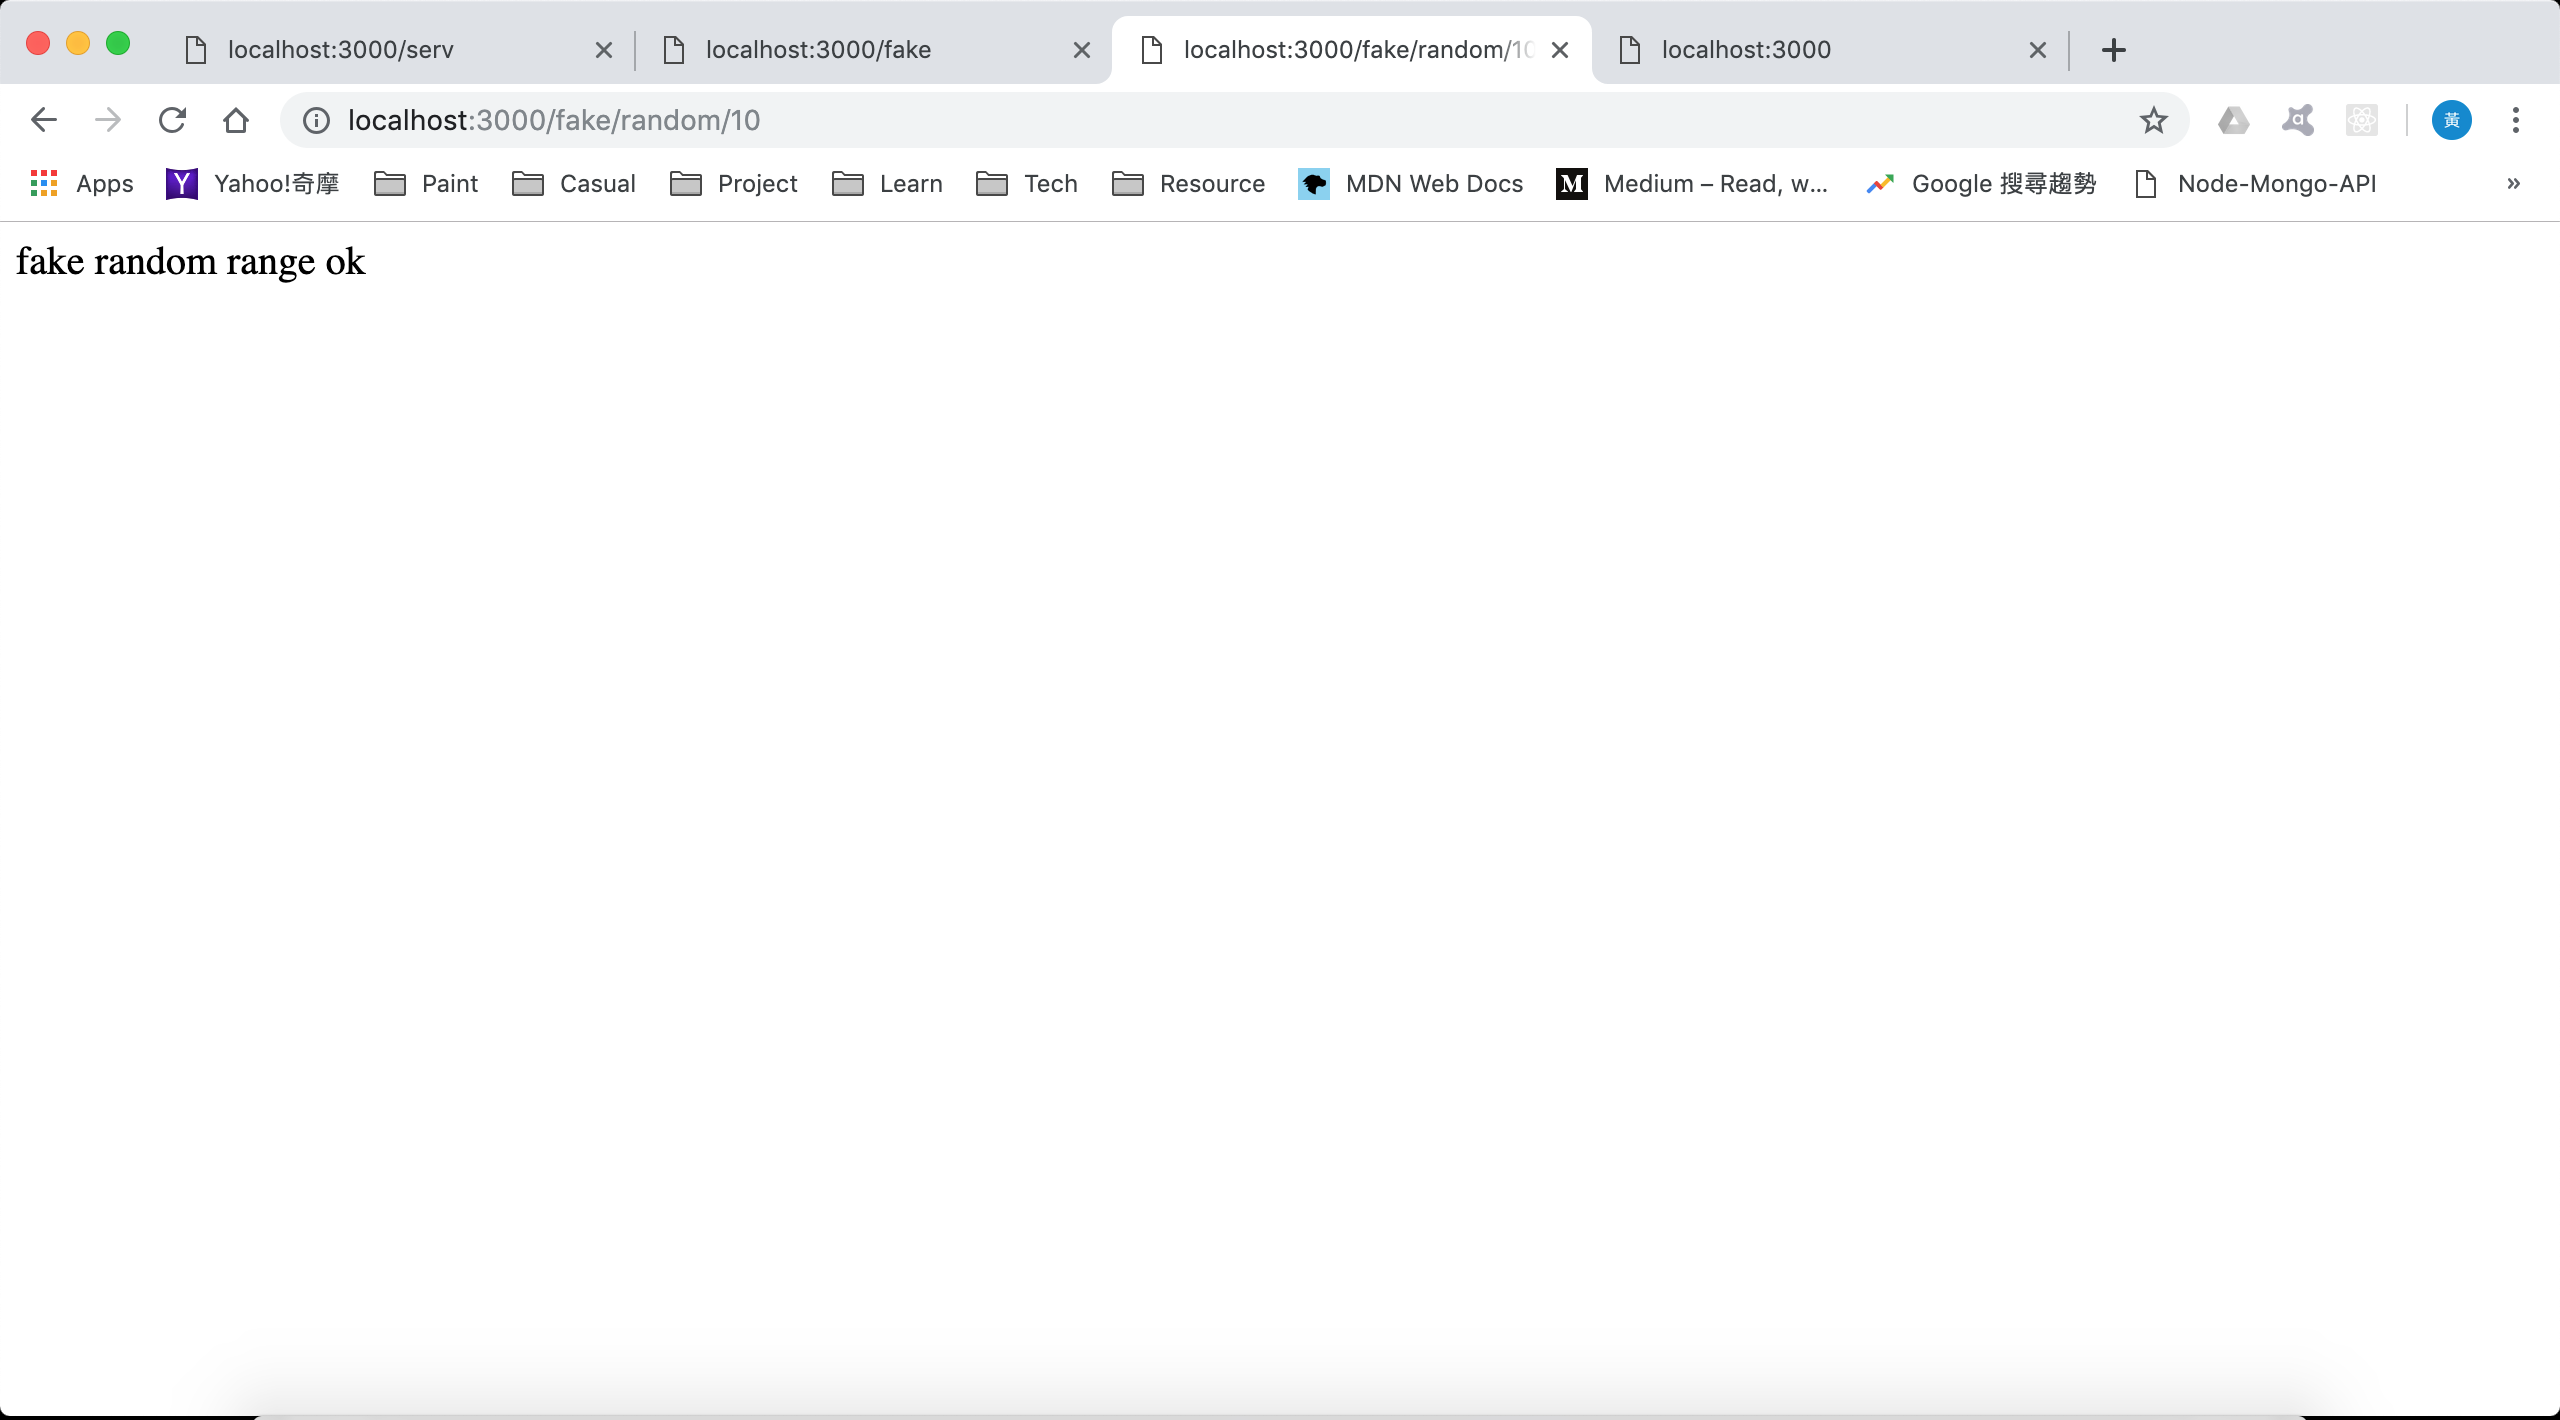 localhost:3000/serv
localhost:3000/fake
localhost:3000/fake/random/10
localhost:3000
localhost:3000/fake/random/10
黃
Apps
Yahoo!奇摩
Paint
Casual
Project
Learn
Tech
Resource
MDN Web Docs
Medium – Read, w...
Google 搜尋趨勢
Node-Mongo-API
»
fake random range ok